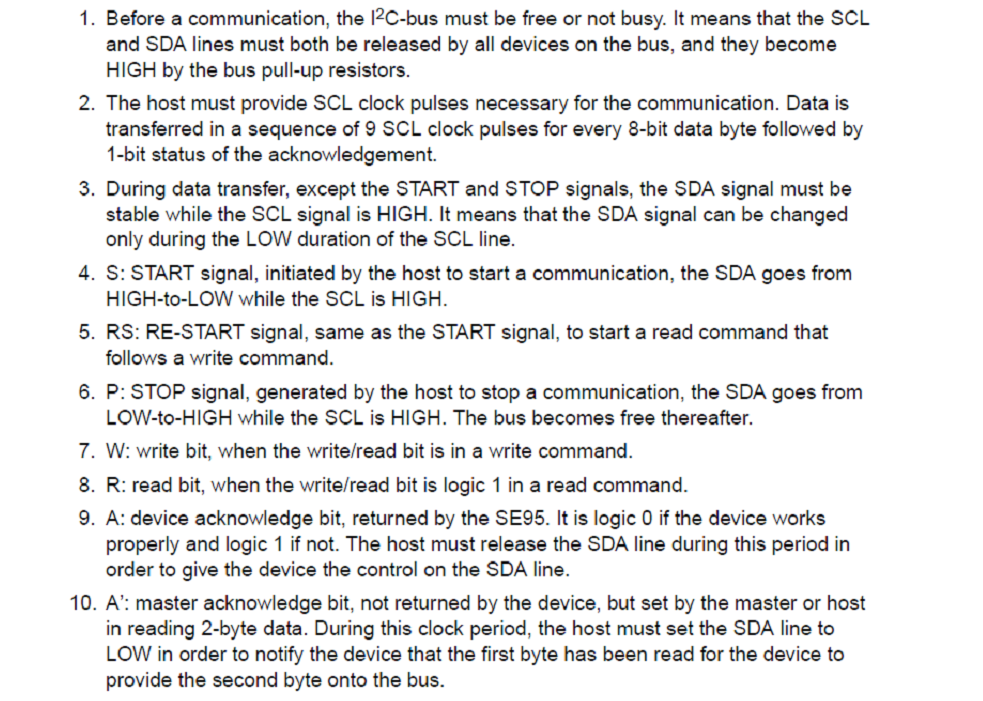 1. Before a communication, the I²C-bus must be free or not busy. It means that the SCL
and SDA lines must both be released by all devices on the bus, and they become
HIGH by the bus pull-up resistors.
2. The host must provide SCL clock pulses necessary for the communication. Data is
transferred in a sequence of 9 SCL clock pulses for every 8-bit data byte followed by
1-bit status of the acknowledgement.
3. During data transfer, except the START and STOP signals, the SDA signal must be
stable while the SCL signal is HIGH. It means that the SDA signal can be changed
only during the LOW duration of the SCL line.
4. S: START signal, initiated by the host to start a communication, the SDA goes from
HIGH-to-LOW while the SCL is HIGH.
5. RS: RE-START signal, same as the START signal, to start a read command that
follows a write command.
6. P: STOP signal, generated by the host to stop a communication, the SDA goes from
LOW-to-HIGH while the SCL is HIGH. The bus becomes free thereafter.
7. W: write bit, when the write/read bit is in a write command.
8. R: read bit, when the write/read bit is logic 1 in a read command.
9. A: device acknowledge bit, returned by the SE95. It is logic 0 if the device works
properly and logic 1 if not. The host must release the SDA line during this period in
order to give the device the control on the SDA line.
10. A’: master acknowledge bit, not returned by the device, but set by the master or host
in reading 2-byte data. During this clock period, the host must set the SDA line to
LOW in order to notify the device that the first byte has been read for the device to
provide the second byte onto the bus.